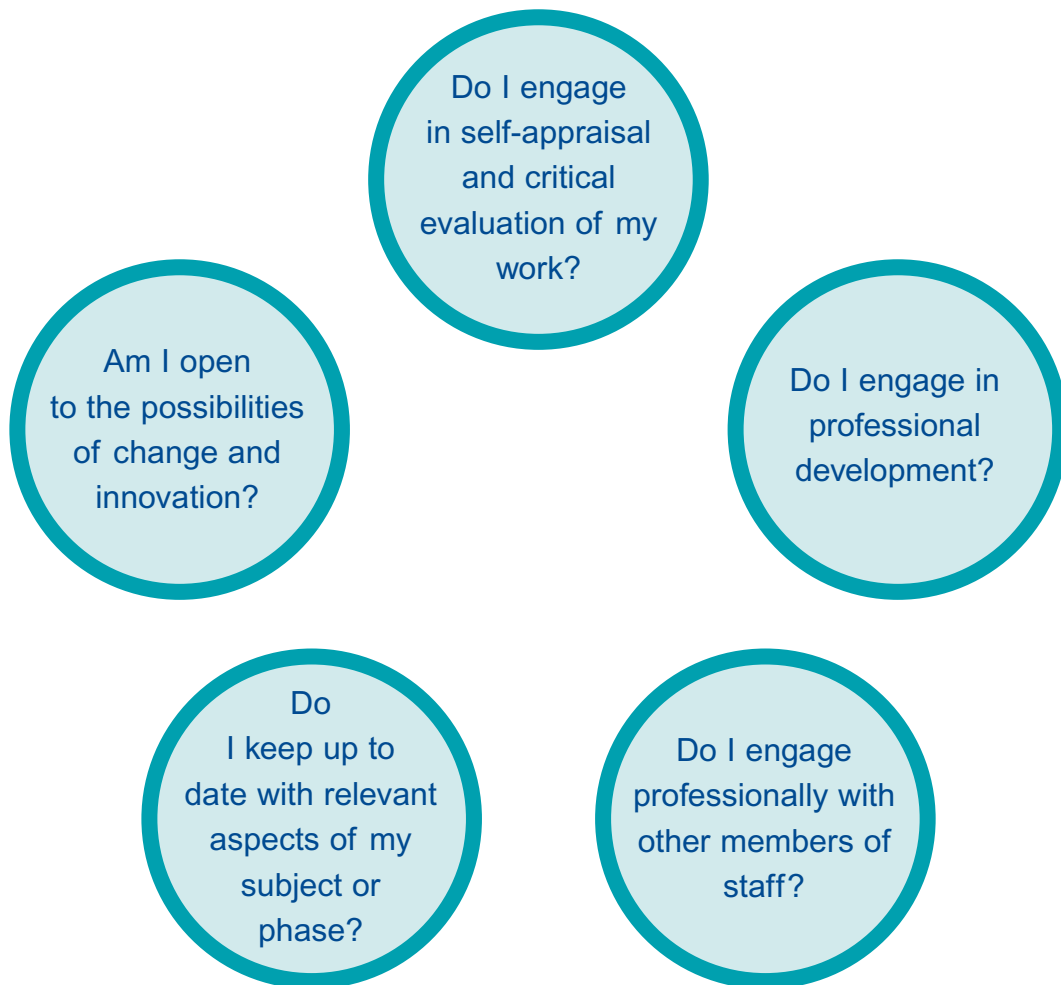 Do I engage
in self-appraisal
and critical
evaluation of my
work?
Do I engage in
professional
development?
Do I engage
professionally with
other members of
staff?
Do
I keep up to
date with relevant
aspects of my
subject or
phase?
Am I open
to the possibilities
of change and
innovation?